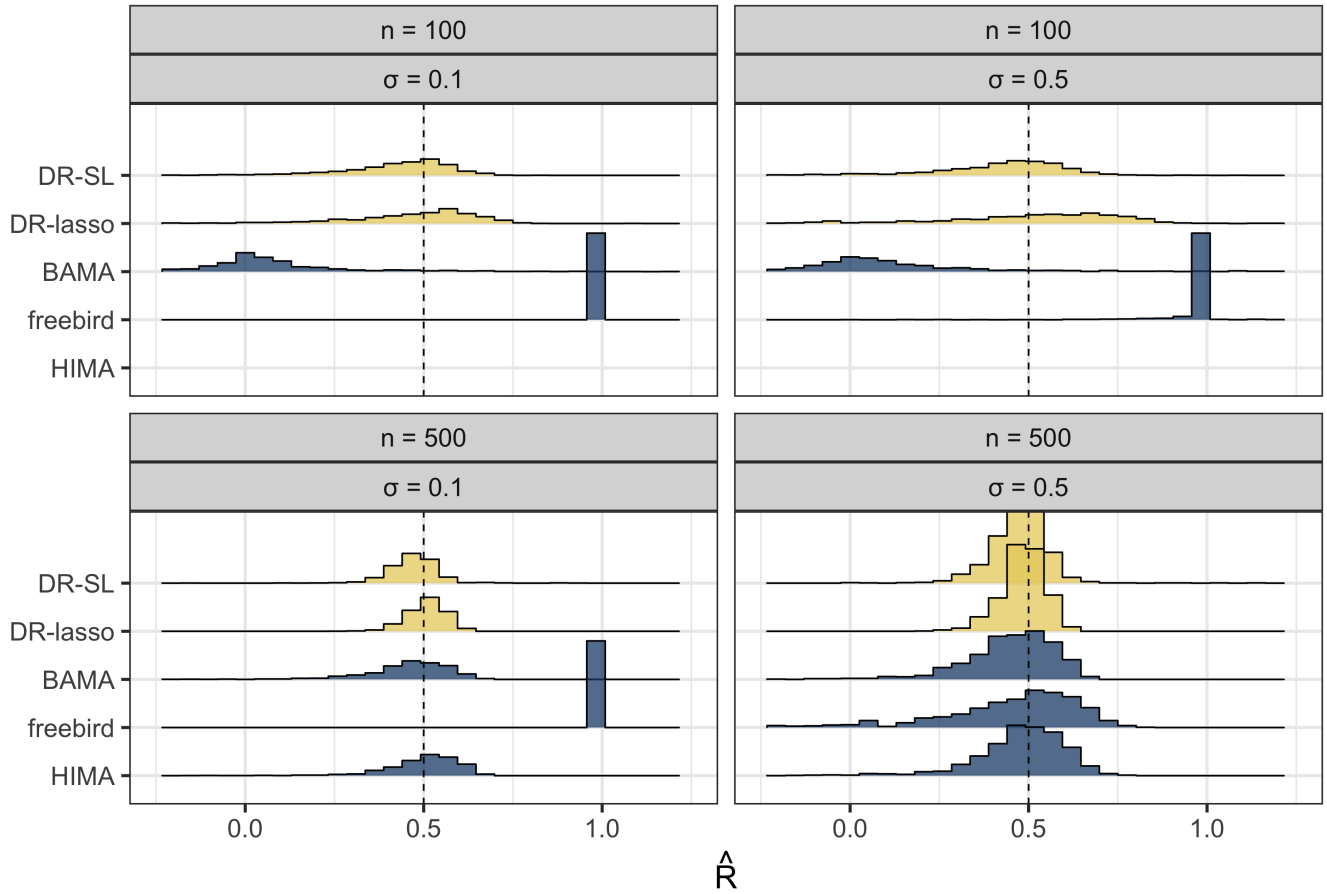 n = 100
σ = 0.1
n = 100
σ = 0.5
DR-SL
DR-lasso
BAMA
freebird
HIMA
n = 500
σ = 0.1
n = 500
σ = 0.5
DR-SL
DR-lasso
BAMA
freebird
HIMA
0.0 0.5 1.0 0.0 0.5 1.0
R̂